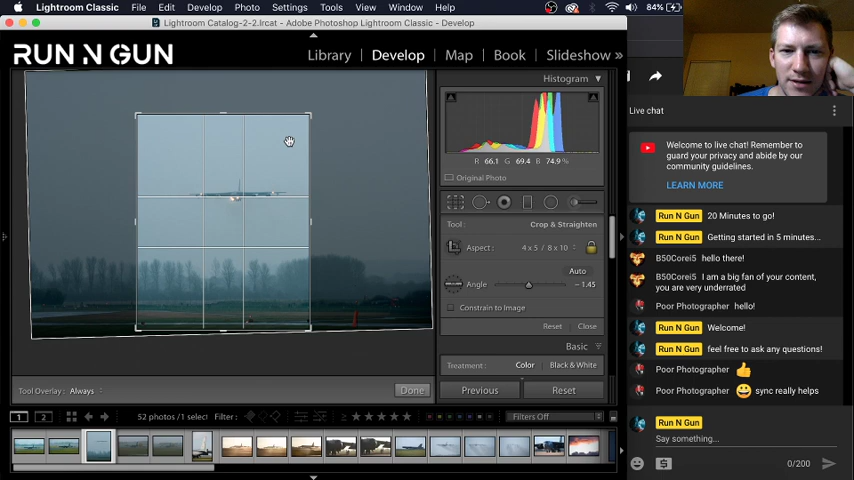 Lightroom Classic File Edit Develop Photo Settings Tools View Window Help 84%
Lightroom Catalog-2-2.lrcat - Adobe Photoshop Lightroom Classic - Develop
RUN N GUN
Library | Develop | Map | Book | Slideshow »
Histogram
R 66.1 G 69.4 B 74.9 %
Original Photo
Tool: Crop & Straighten
Aspect: 4 x 5 / 8 x 10
Auto
Angle - 1.45
Constrain to Image
Reset Close
Basic
Treatment: Color | Black & White
Tool Overlay: Always
Done
Previous
Reset
1 2 52 photos /1 select Filter: Filters Off
Live chat
Welcome to live chat! Remember to
guard your privacy and abide by our
community guidelines.
LEARN MORE
Run N Gun 20 Minutes to go!
Run N Gun Getting started in 5 minutes...
B50Corei5 hello there!
B50Corei5 I am a big fan of your content,
you are very underrated
Poor Photographer hello!
Run N Gun Welcome!
Run N Gun feel free to ask any questions!
Poor Photographer 👍
Poor Photographer 😀 sync really helps
Run N Gun
Say something...
0/200